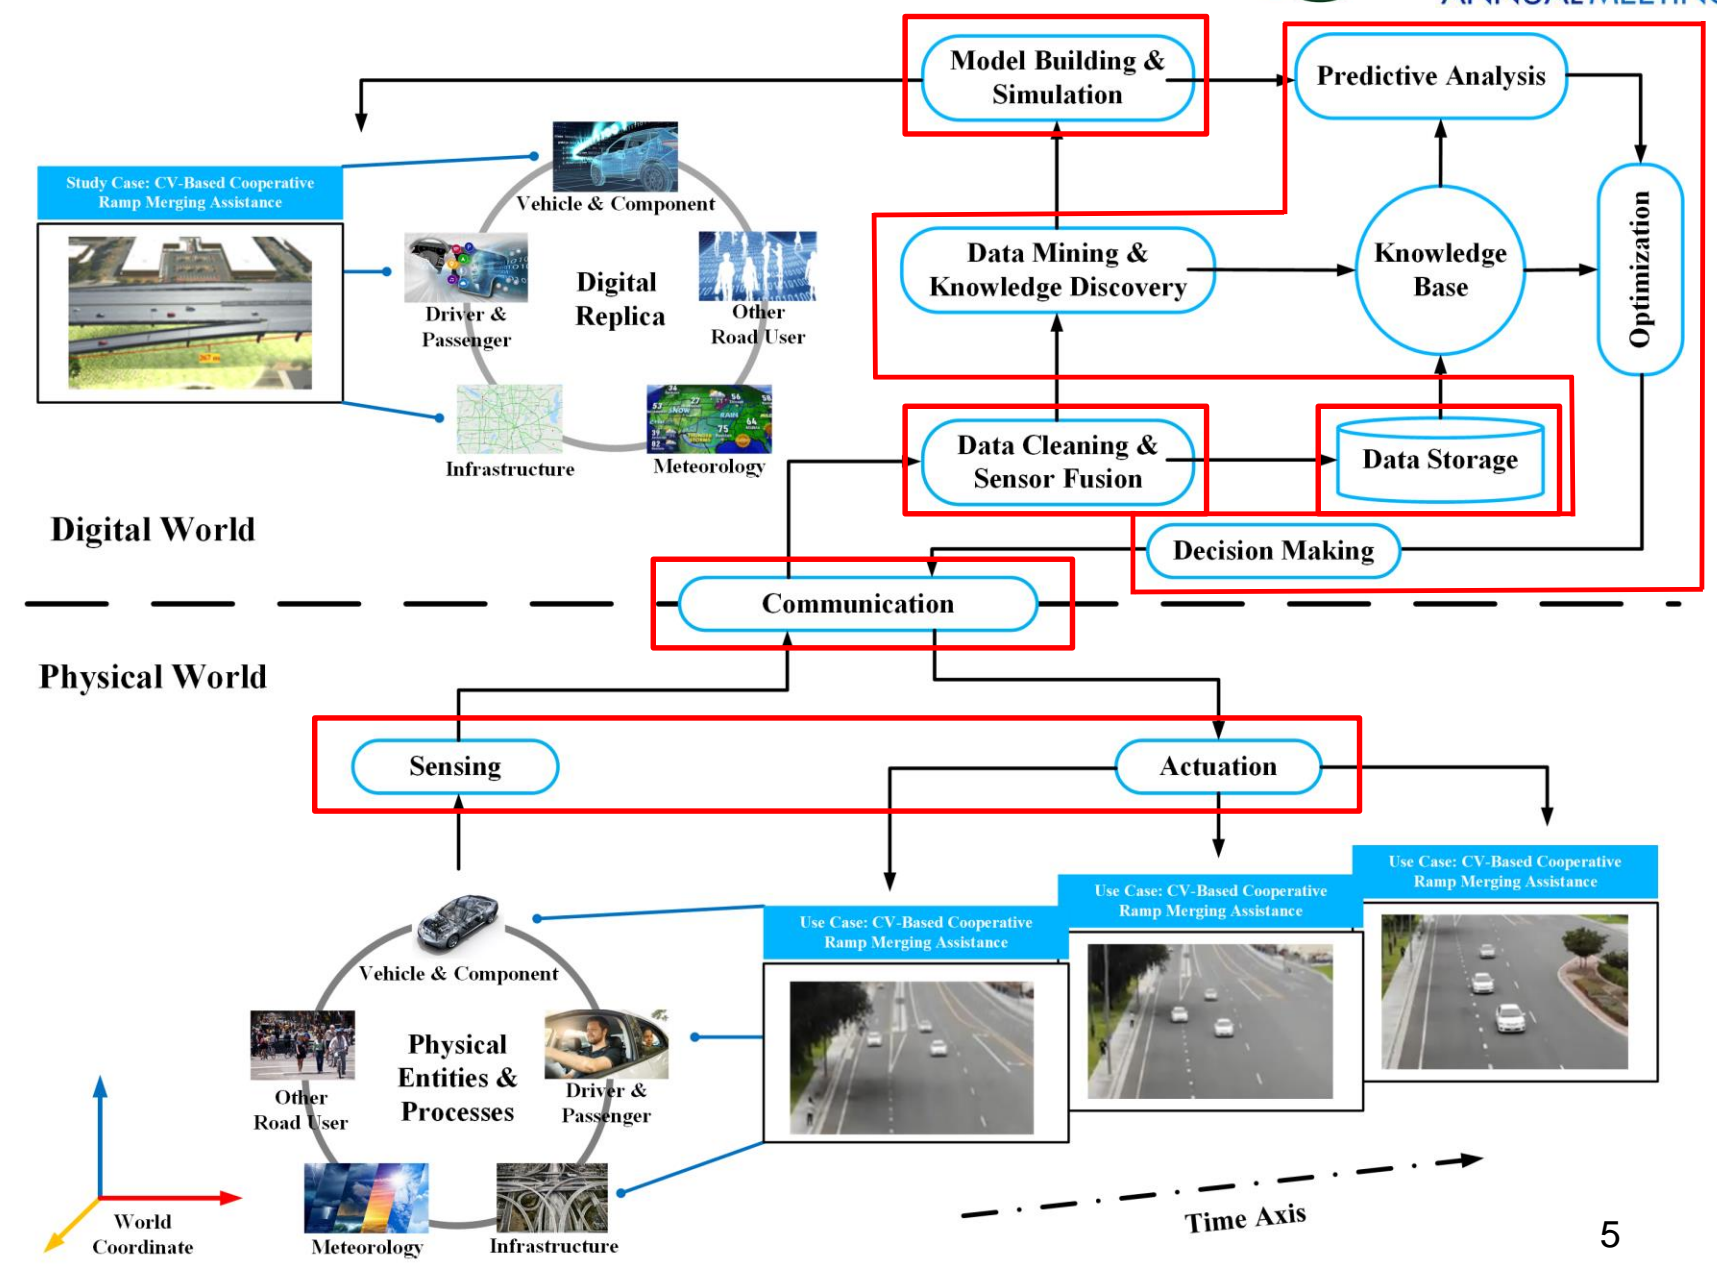 ANNUAL MEETING
Model Building &
Simulation
Predictive Analysis
Study Case: CV-Based Cooperative
Ramp Merging Assistance
Vehicle & Component
Driver &
Passenger
Digital
Replica
Other
Road User
Infrastructure
Meteorology
Data Mining &
Knowledge Discovery
Knowledge
Base
Optimization
Data Cleaning &
Sensor Fusion
Data Storage
Digital World
Decision Making
Communication
Physical World
Sensing
Actuation
Use Case: CV-Based Cooperative
Ramp Merging Assistance
Use Case: CV-Based Cooperative
Ramp Merging Assistance
Use Case: CV-Based Cooperative
Ramp Merging Assistance
Vehicle & Component
Other
Road User
Physical
Entities &
Processes
Driver &
Passenger
Meteorology
Infrastructure
World
Coordinate
Time Axis
5